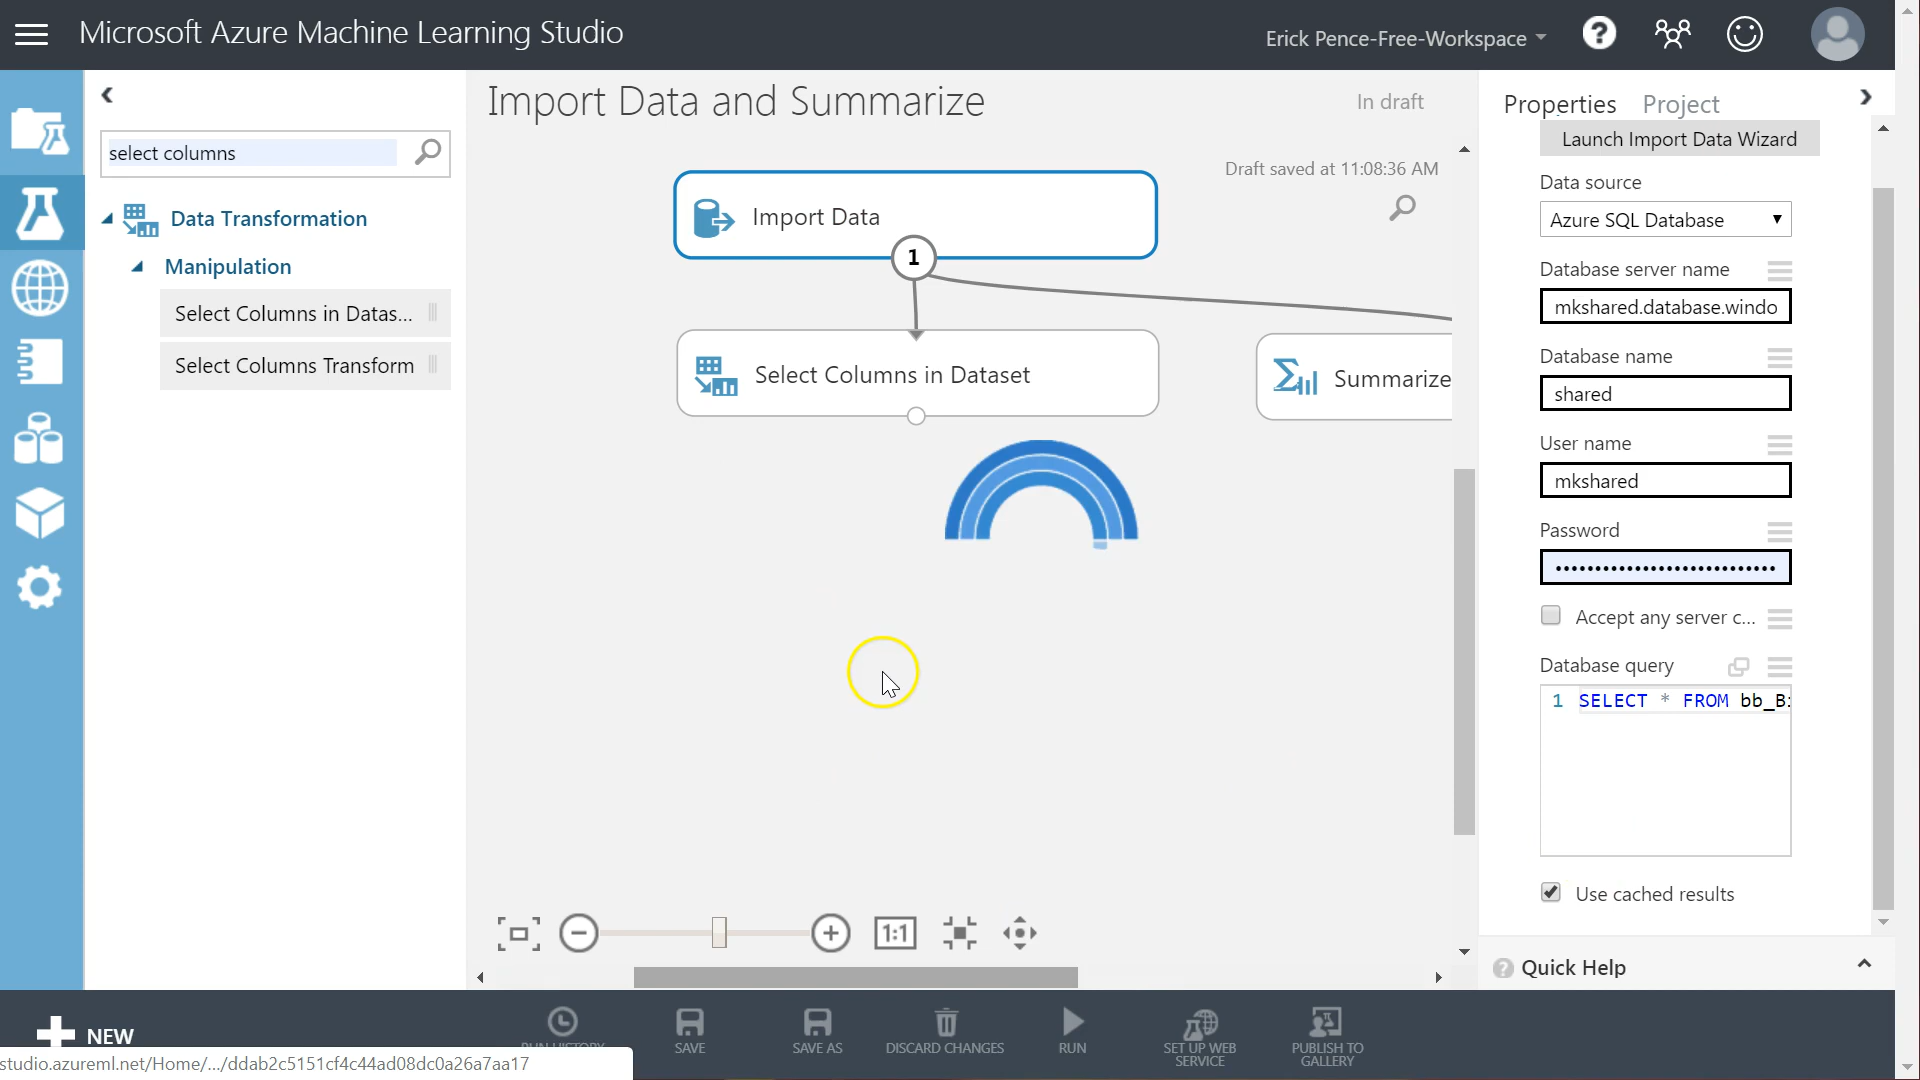 Microsoft Azure Machine Learning Studio
Erick Pence-Free-Workspace
?
select columns
Data Transformation
Manipulation
Select Columns in Datas...
Select Columns Transform
Import Data and Summarize
In draft
Draft saved at 11:08:36 AM
Import Data
1
Select Columns in Dataset
Summarize
1:1
Properties Project
Launch Import Data Wizard
Data source
Azure SQL Database
Database server name
mkshared.database.windo
Database name
shared
User name
mkshared
Password
••••••••••••••••••••••••••••
Accept any server c...
Database query
1 SELECT * FROM bb_B
Use cached results
? Quick Help
NEW
studio.azureml.net/Home/.../ddab2c5151cf4c44ad08dc0a26a7aa17
RUN HISTORY
SAVE
SAVE AS
DISCARD CHANGES
RUN
SET UP WEB
SERVICE
PUBLISH TO
GALLERY